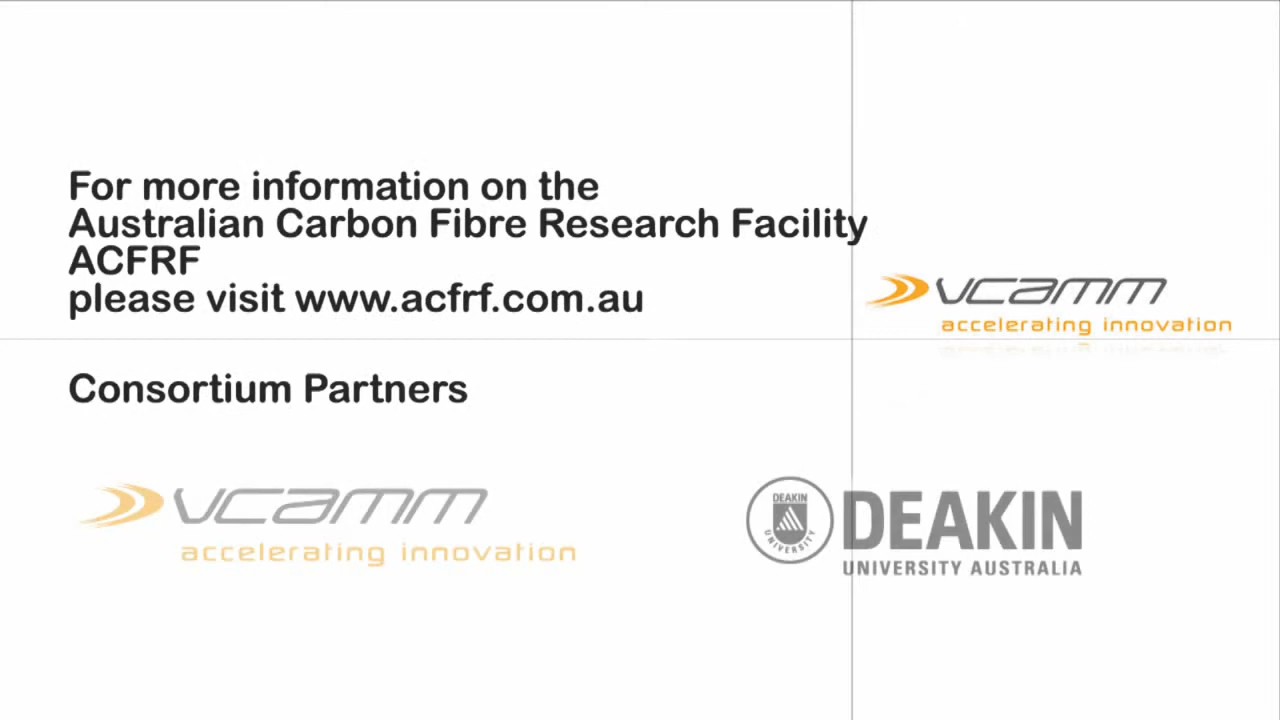 For more information on the
Australian Carbon Fibre Research Facility
ACFRF
please visit www.acfrf.com.au
vcamm
accelerating innovation
Consortium Partners
vcamm
accelerating innovation
DEAKIN
UNIVERSITY
DEAKIN
UNIVERSITY AUSTRALIA